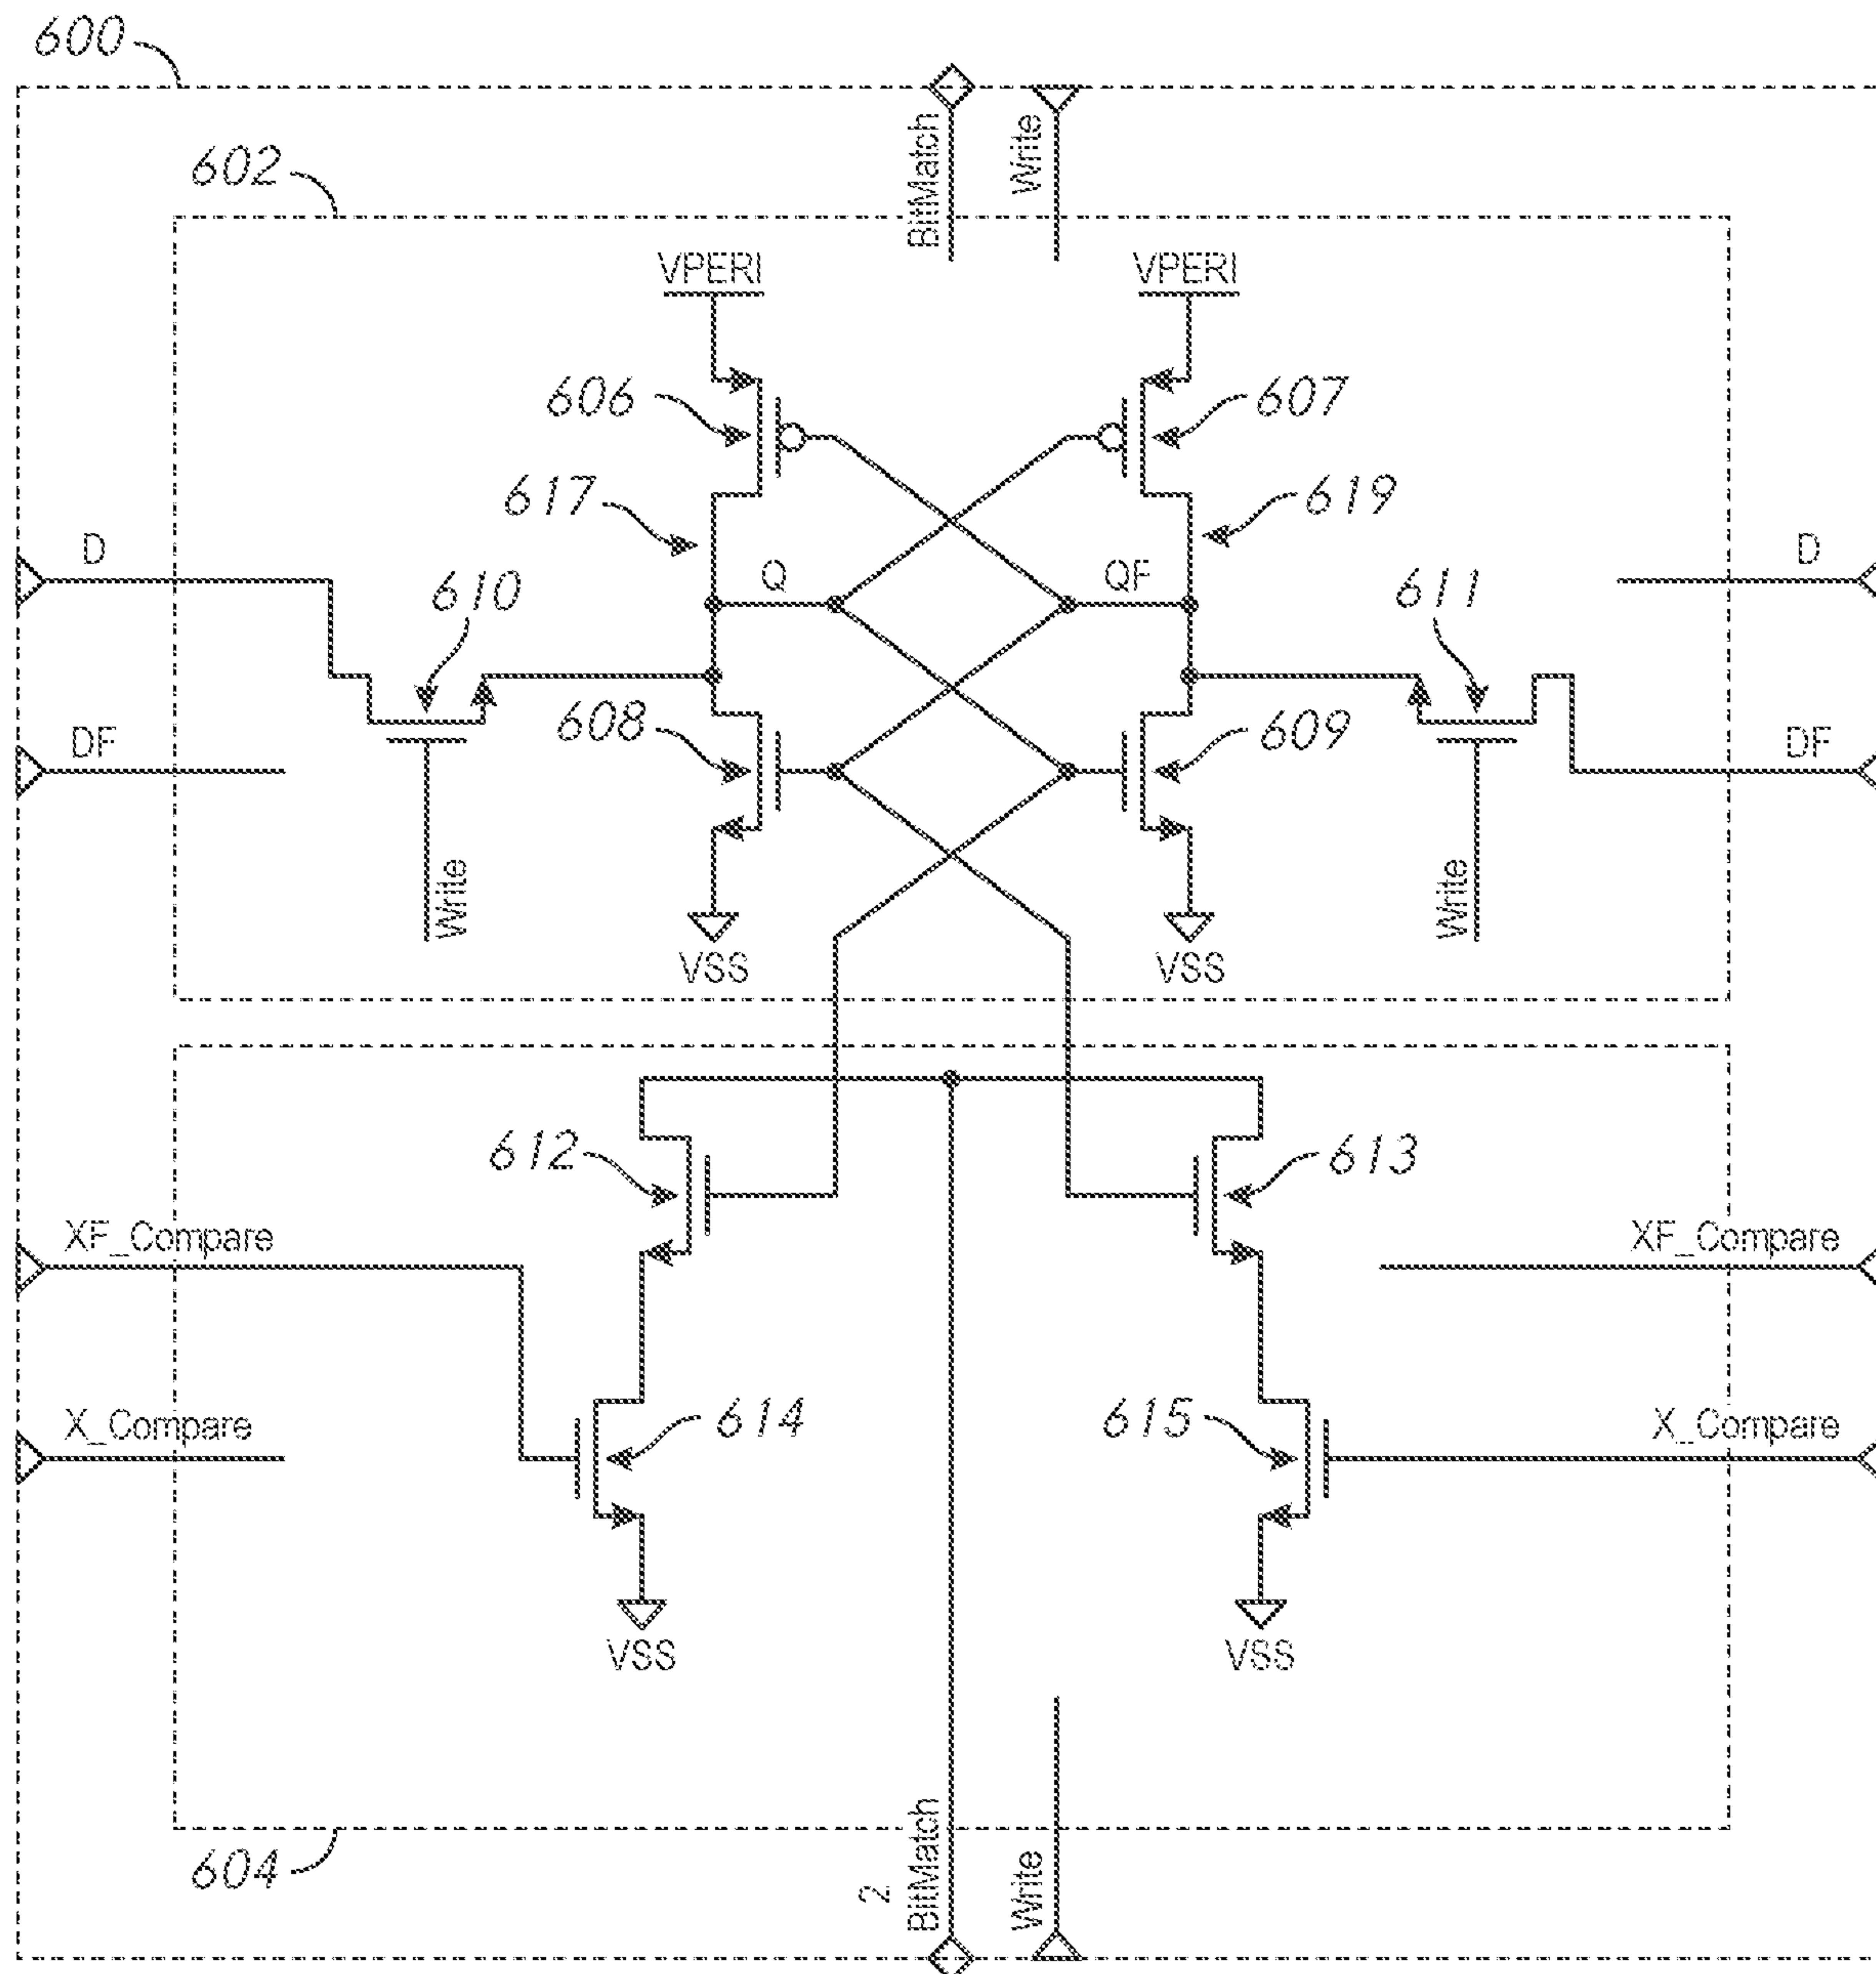 600
BitMatch
Write
602
VPERI
VPERI
606
607
617
619
D
Q
QF
D
610
611
DF
608
609
DF
Write
Write
VSS
VSS
612
613
XF_Compare
XF_Compare
X_Compare
614
615
X_Compare
VSS
VSS
604
2
BitMatch
Write